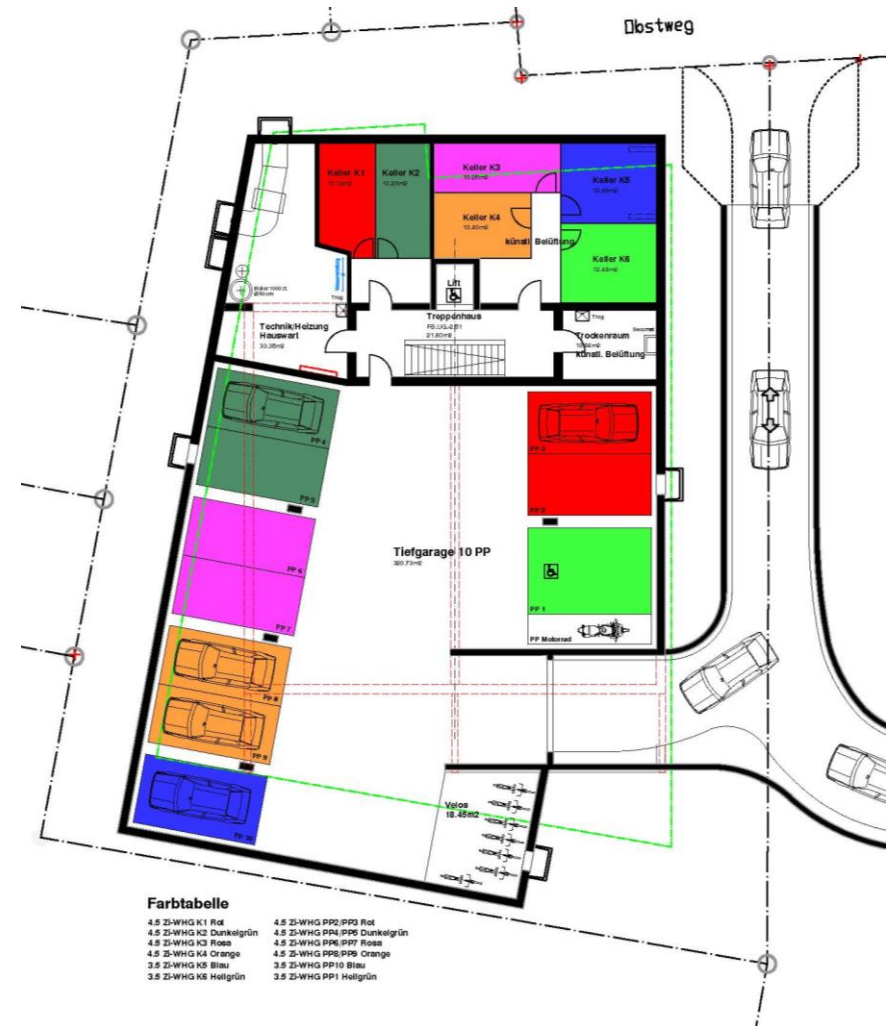 Obstweg
Keller K1
Keller K2
Keller K3
Keller K4
Keller K5
Keller K6
künstl. Belüftung
Lift
Treppenhaus
Technik/Heizung
Hauswart
Trog
Trog
Trockenraum
künstl. Belüftung
PP 4
PP 5
PP 3
PP 6
PP 7
Tiefgarage 10 PP
PP 1
PP Motorrad
PP 8
PP 9
PP 10
Velos
18.45m2
Farbtabelle
4.5 Zi-WHG K1 Rot
4.5 Zi-WHG K2 Dunkelgrün
4.5 Zi-WHG K3 Rosa
4.5 Zi-WHG K4 Orange
3.5 Zi-WHG K5 Blau
3.5 Zi-WHG K6 Hellgrün
4.5 Zi-WHG PP2/PP3 Rot
4.5 Zi-WHG PP4/PP5 Dunkelgrün
4.5 Zi-WHG PP6/PP7 Rosa
4.5 Zi-WHG PP8/PP9 Orange
3.5 Zi-WHG PP10 Blau
3.5 Zi-WHG PP1 Hellgrün